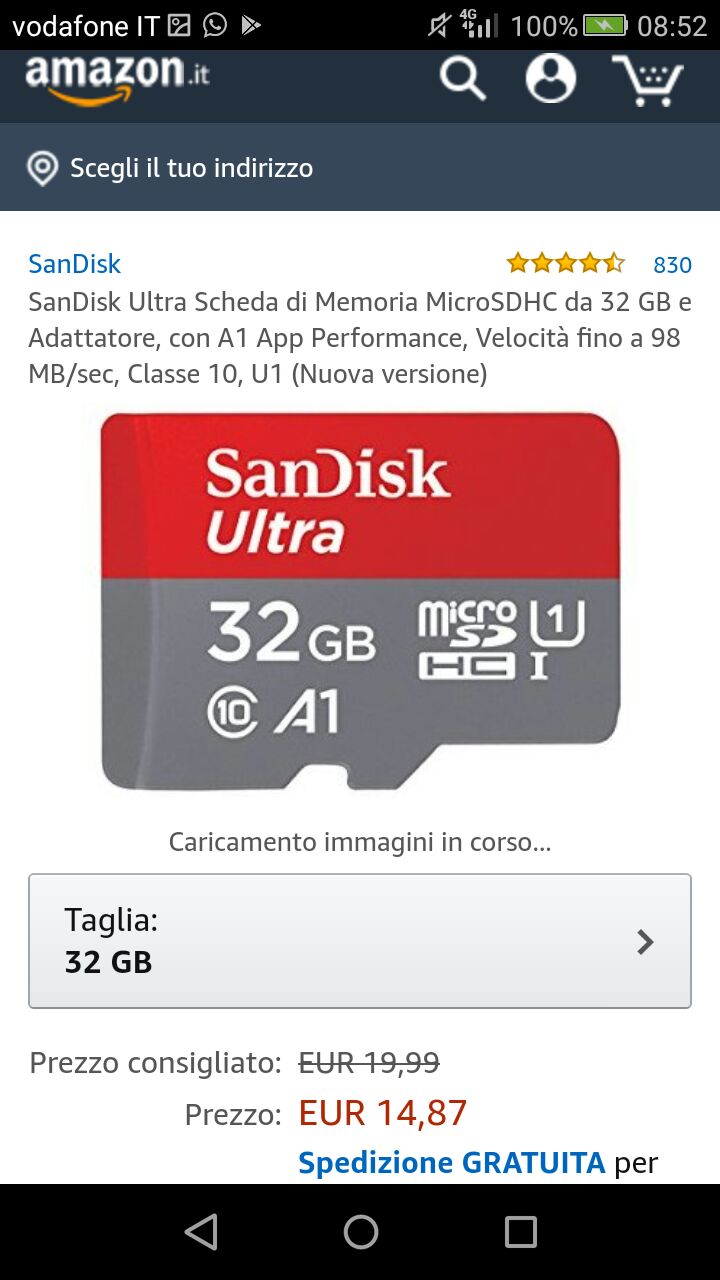 vodafone IT 4G 100% 08:52
amazon.it
Scegli il tuo indirizzo
SanDisk 830
SanDisk Ultra Scheda di Memoria MicroSDHC da 32 GB e
Adattatore, con A1 App Performance, Velocità fino a 98
MB/sec, Classe 10, U1 (Nuova versione)
SanDisk
Ultra
32GB micro SD HC I U1
10 A1
Caricamento immagini in corso...
Taglia:
32 GB
Prezzo consigliato: EUR 19,99
Prezzo: EUR 14,87
Spedizione GRATUITA per